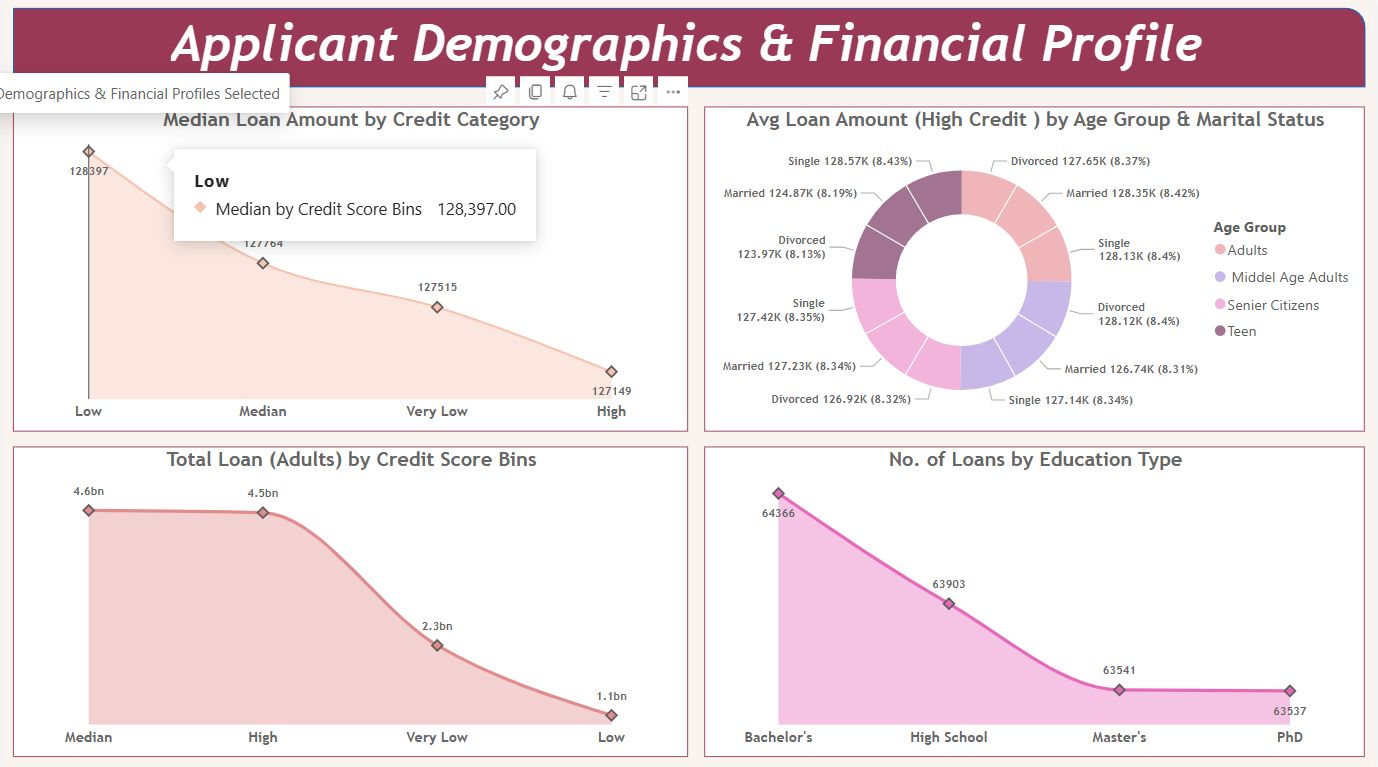 Applicant Demographics & Financial Profile
Demographics & Financial Profiles Selected
Median Loan Amount by Credit Category
128397
Low
Median by Credit Score Bins 128,397.00
127764
127515
127149
Low Median Very Low High
Avg Loan Amount (High Credit ) by Age Group & Marital Status
Single 128.57K (8.43%)
Divorced 127.65K (8.37%)
Married 124.87K (8.19%)
Married 128.35K (8.42%)
Divorced
123.97K (8.13%)
Single
128.13K (8.4%)
Single
127.42K (8.35%)
Divorced
128.12K (8.4%)
Married 127.23K (8.34%)
Married 126.74K (8.31%)
Divorced 126.92K (8.32%)
Single 127.14K (8.34%)
Age Group
Adults
Middel Age Adults
Senier Citizens
Teen
Total Loan (Adults) by Credit Score Bins
4.6bn
4.5bn
2.3bn
1.1bn
Median High Very Low Low
No. of Loans by Education Type
64366
63903
63541
63537
Bachelor's High School Master's PhD